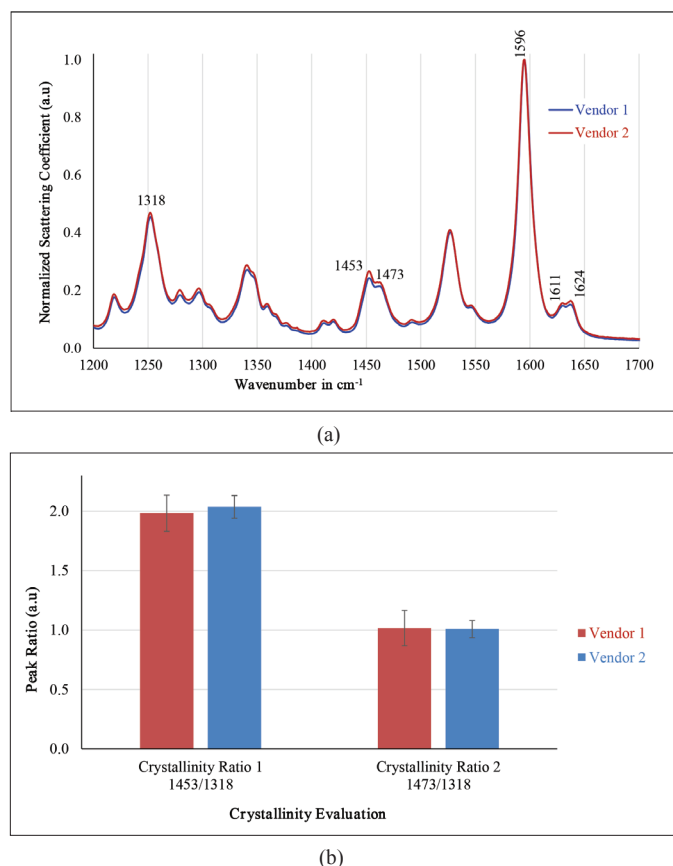 1.0
0.8
0.6
0.4
0.2
0.0
Normalized Scattering Coefficient (a.u)
1318
1453
1473
1596
1611
1624
Vendor 1
Vendor 2
1200 1250 1300 1350 1400 1450 1500 1550 1600 1650 1700
Wavenumber in cm-1
(a)
2.0
1.5
1.0
0.5
0.0
Peak Ratio (a.u)
Vendor 1
Vendor 2
Crystallinity Ratio 1 Crystallinity Ratio 2
1453/1318 1473/1318
Crystallinity Evaluation
(b)